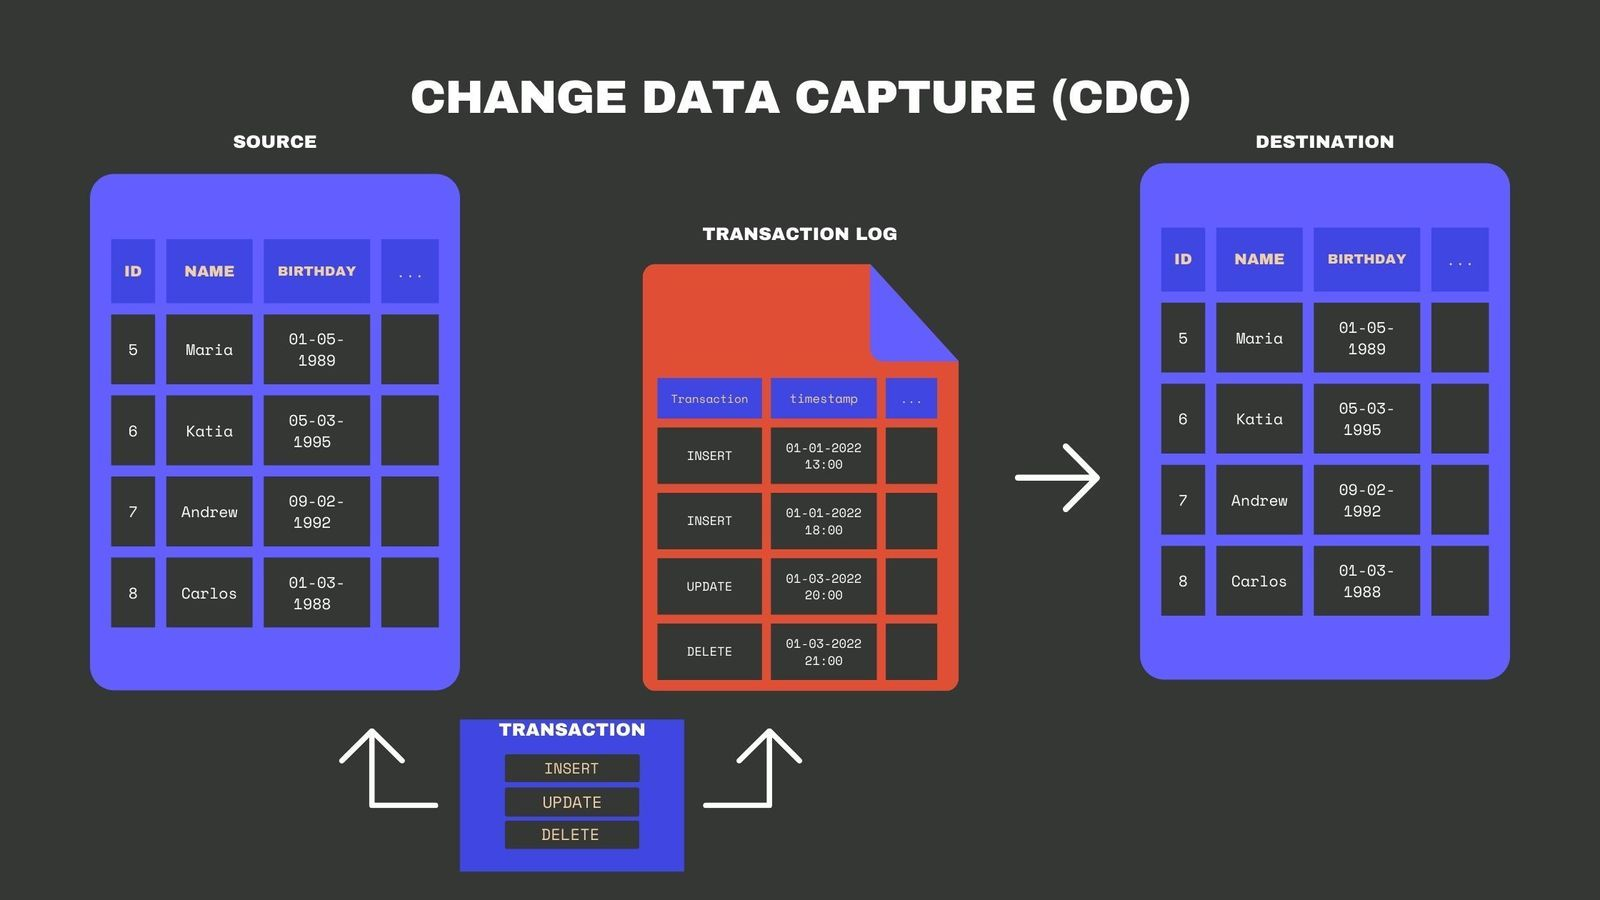 CHANGE DATA CAPTURE (CDC)
SOURCE
ID NAME BIRTHDAY ...
5 Maria 01-05-
1989
6 Katia 05-03-
1995
7 Andrew 09-02-
1992
8 Carlos 01-03-
1988
TRANSACTION LOG
Transaction timestamp ...
INSERT 01-01-2022
13:00
INSERT 01-01-2022
18:00
UPDATE 01-03-2022
20:00
DELETE 01-03-2022
21:00
DESTINATION
ID NAME BIRTHDAY ...
5 Maria 01-05-
1989
6 Katia 05-03-
1995
7 Andrew 09-02-
1992
8 Carlos 01-03-
1988
TRANSACTION
INSERT
UPDATE
DELETE